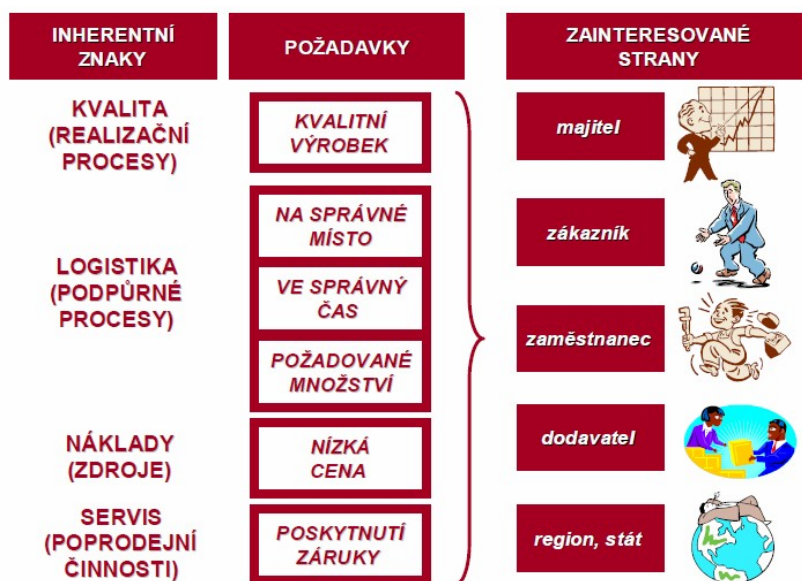 INHERENTNÍ
ZNAKY
POŽADAVKY
ZAINTERESOVANÉ
STRANY
KVALITA
(REALIZAČNÍ
PROCESY)
KVALITNÍ
VÝROBEK
majitel
LOGISTIKA
(PODPŮRNÉ
PROCESY)
NA SPRÁVNÉ
MÍSTO
VE SPRÁVNÝ
ČAS
POŽADOVANÉ
MNOŽSTVÍ
zákazník
zaměstnanec
NÁKLADY
(ZDROJE)
NÍZKÁ
CENA
dodavatel
SERVIS
(POPRODEJNÍ
ČINNOSTI)
POSKYTNUTÍ
ZÁRUKY
region, stát